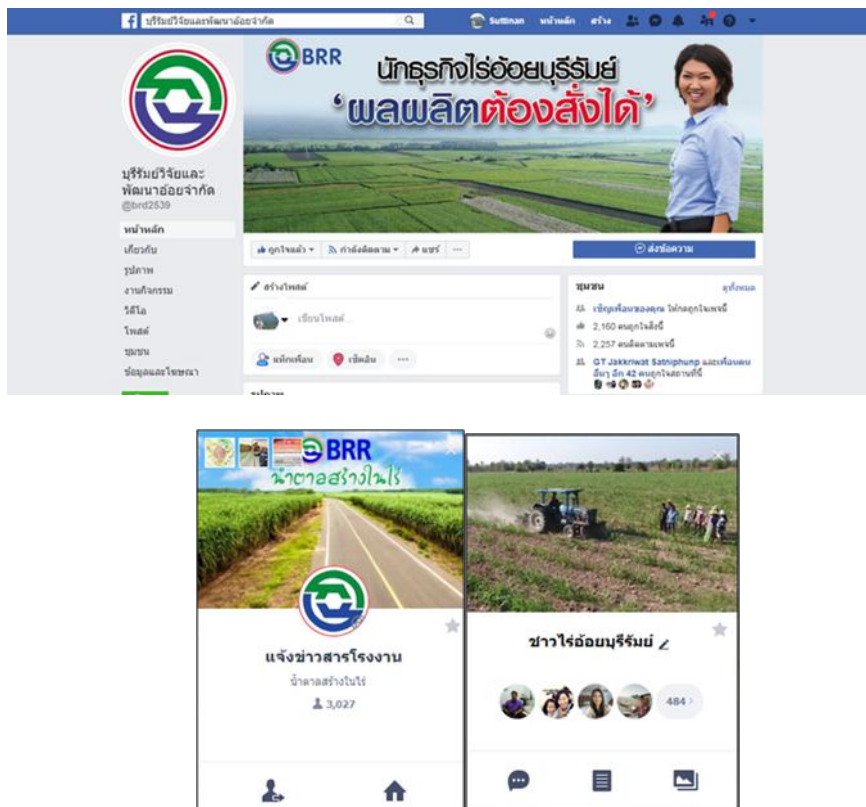 บุรีรัมย์วิจัยและพัฒนาอ้อยจำกัด
Suttinan หน้าหลัก สร้าง
BRR
นักธุรกิจไร่อ้อยบุรีรัมย์
‘ผลผลิตต้องสั่งได้’
บุรีรัมย์วิจัยและ
พัฒนาอ้อยจำกัด
@brd2539
หน้าหลัก
เกี่ยวกับ
รูปภาพ
งานกิจกรรม
วิดีโอ
โพสต์
ชุมชน
ข้อมูลและโฆษณา
ถูกใจแล้ว กำลังติดตาม แชร์ ...
ส่งข้อความ
สร้างโพสต์
เขียนโพสต์...
แท็กเพื่อน เช็คอิน ...
รูปภาพ
ชุมชน ดูทั้งหมด
เชิญเพื่อนของคุณ ให้กดถูกใจเพจนี้
2,160 คนถูกใจสิ่งนี้
2,257 คนติดตามเพจนี้
GT Jakkriwat Satniphunp และเพื่อนคน
อื่นๆ อีก 42 คนถูกใจสถานที่นี้
BRR
น้ำตาลสร้างในไร่
แจ้งข่าวสารโรงงาน
น้ำตาลสร้างในไร่
3,027
ชาวไร่อ้อยบุรีรัมย์
484